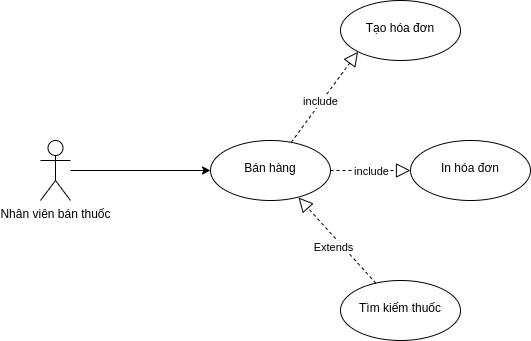 Tạo hóa đơn
include
Bán hàng
include
In hóa đơn
Nhân viên bán thuốc
Extends
Tìm kiếm thuốc